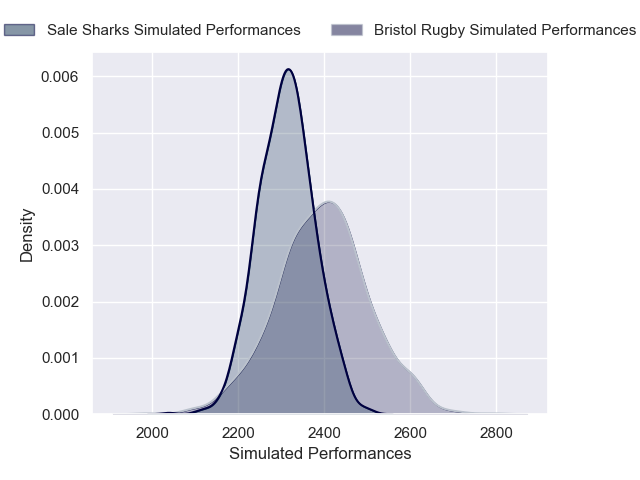 Sale Sharks Simulated Performances
Bristol Rugby Simulated Performances
0.006
0.005
0.004
0.003
0.002
0.001
0.000
Density
2000 2200 2400 2600 2800
Simulated Performances